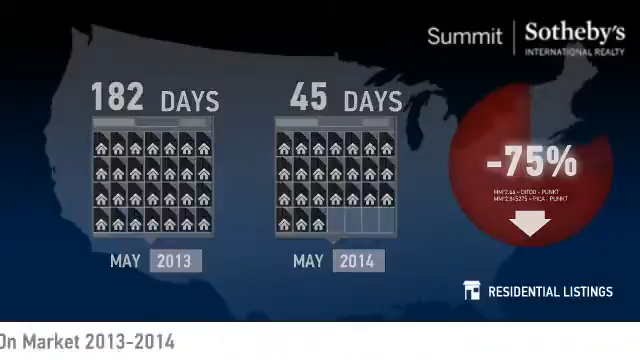 Summit | Sotheby's
INTERNATIONAL REALTY
182 DAYS
45 DAYS
-75%
MAY 2013
MAY 2014
RESIDENTIAL LISTINGS
On Market 2013-2014